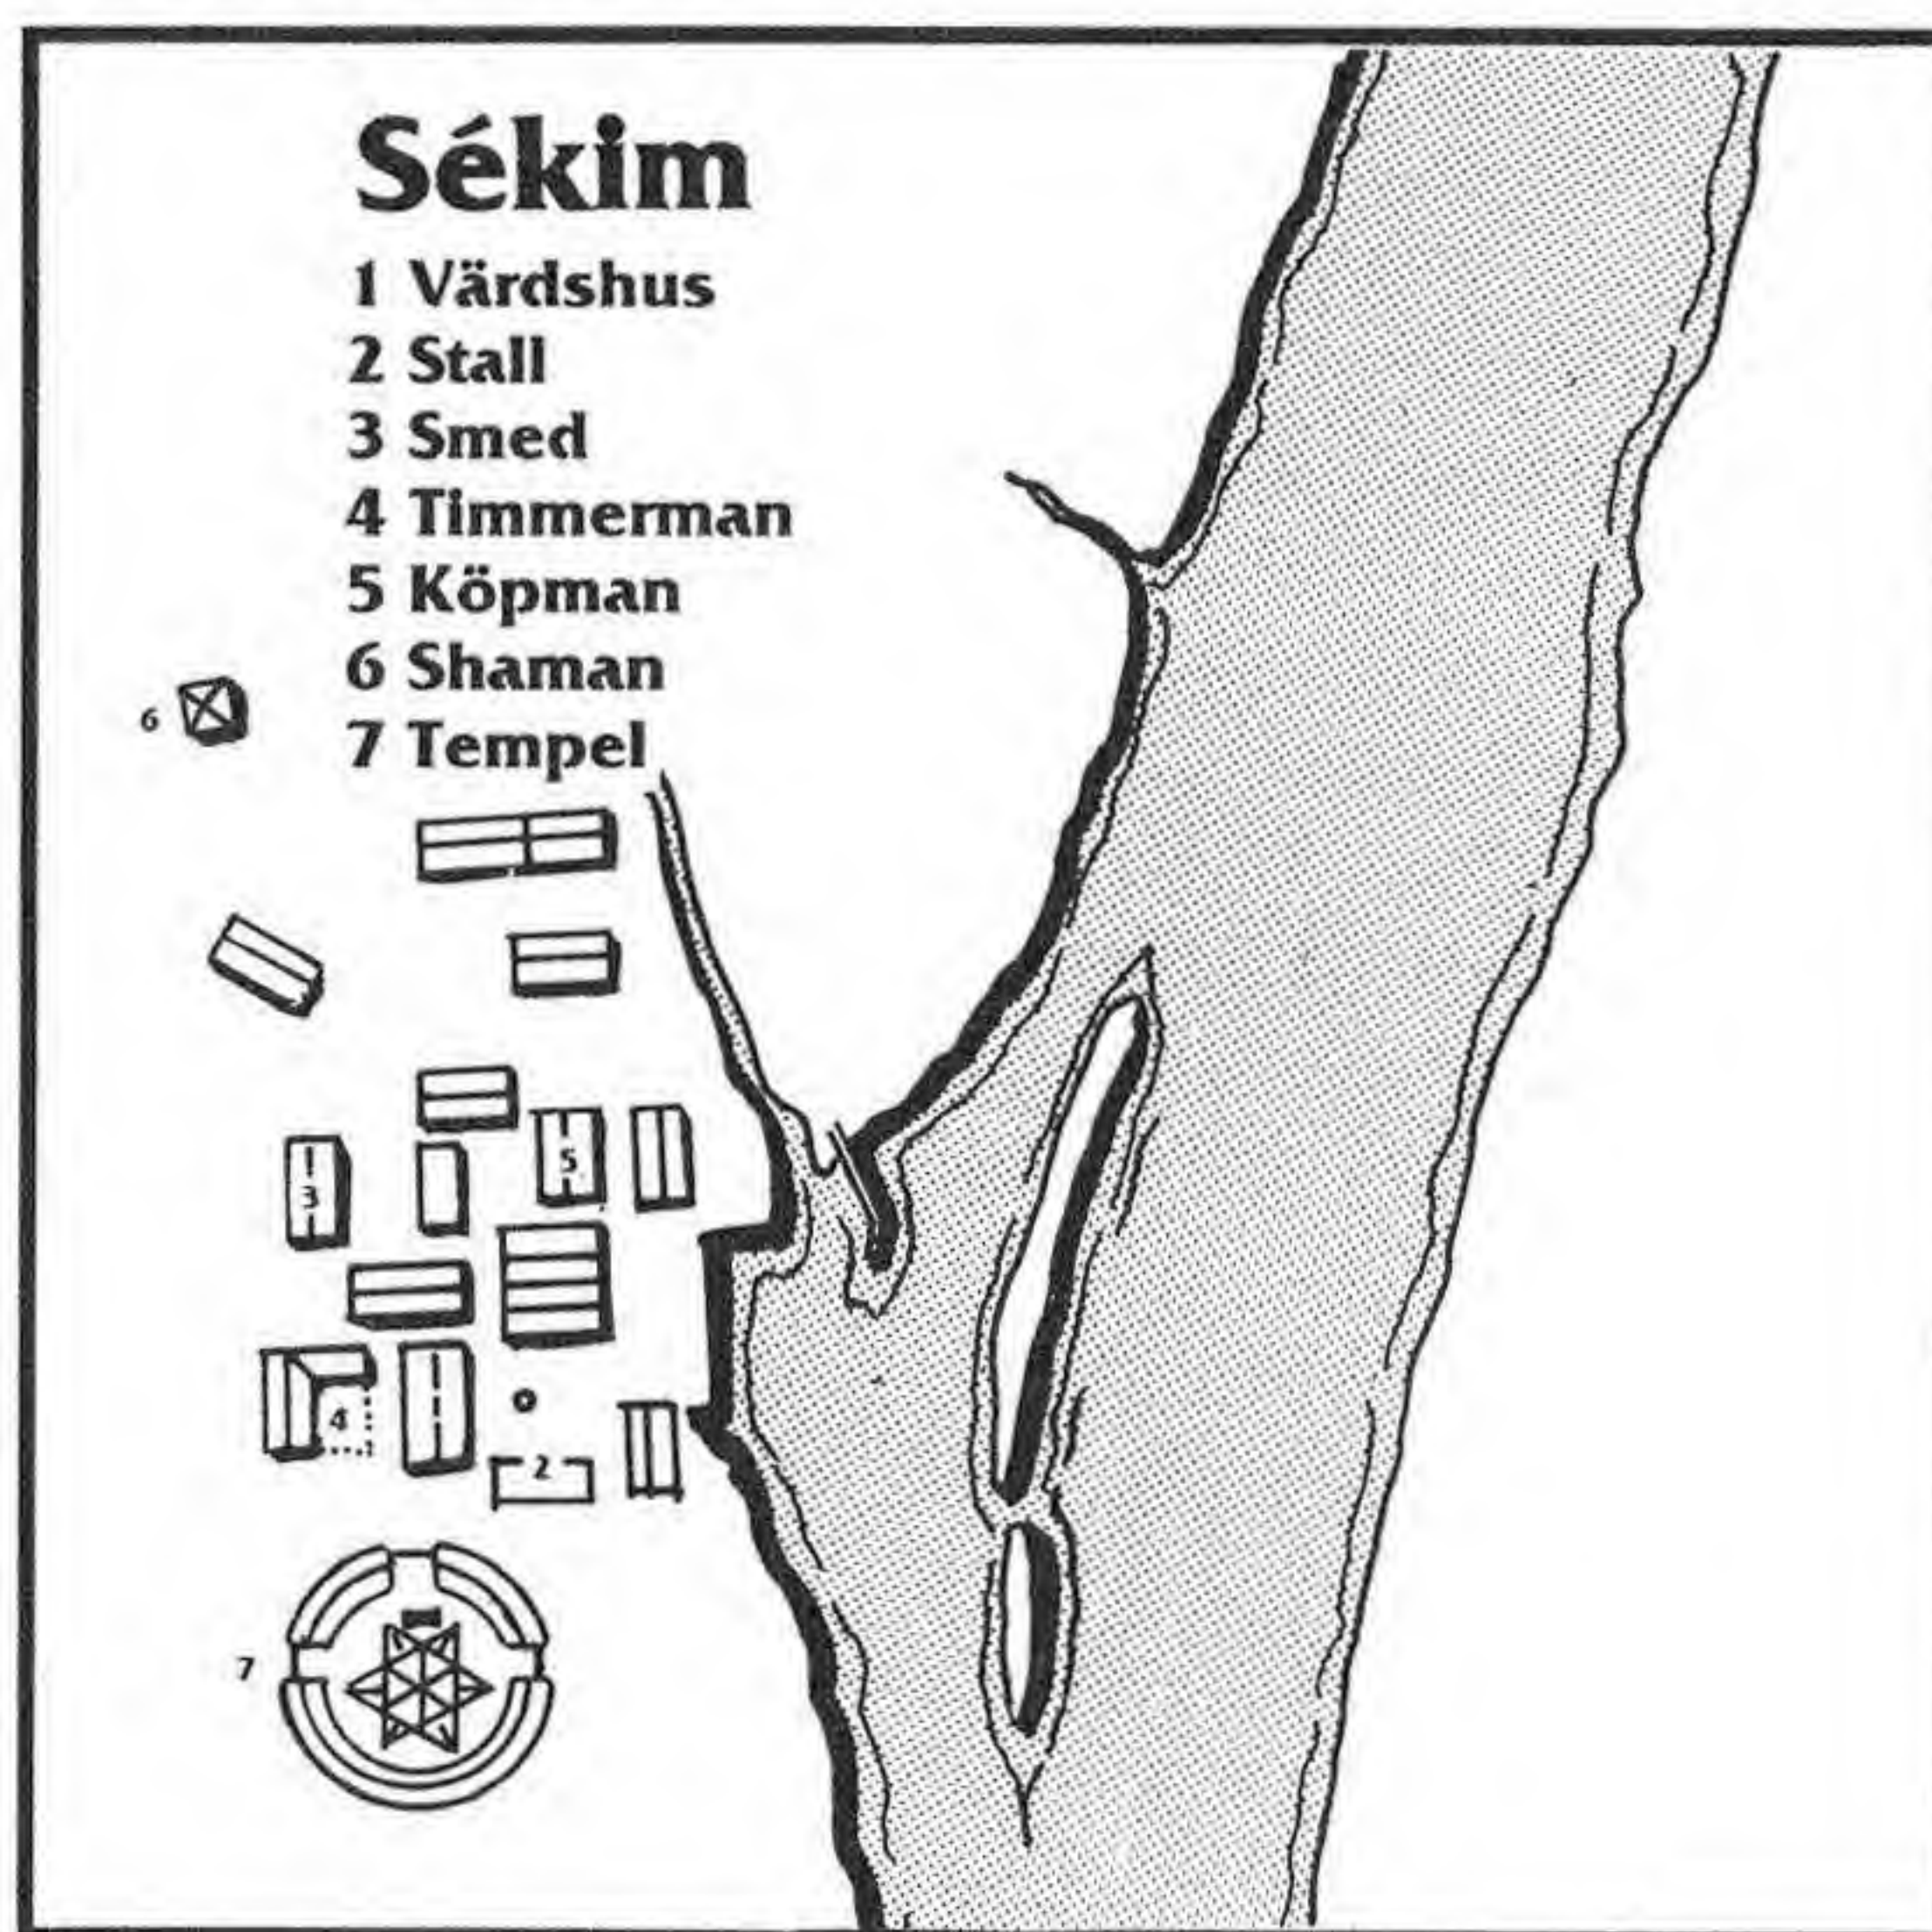 Sékim
1 Värdshus
2 Stall
3 Smed
4 Timmerman
5 Köpman
6 Shaman
7 Tempel
6
5
3
4
2
7